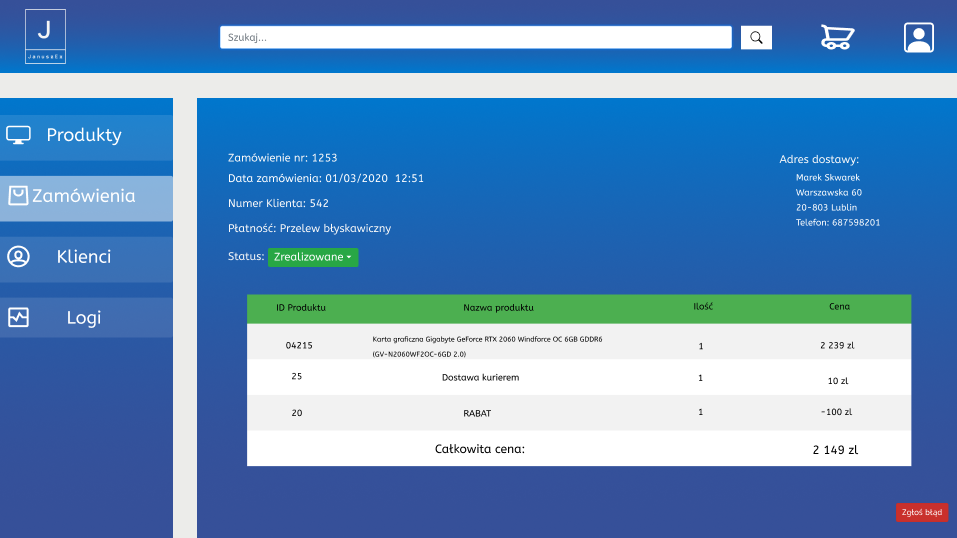 J
JanuszEx
Szukaj...
Produkty
Zamówienia
Klienci
Logi
Zamówienie nr: 1253
Data zamówienia: 01/03/2020 12:51
Numer Klienta: 542
Płatność: Przelew błyskawiczny
Status: Zrealizowane
Adres dostawy:
Marek Skwarek
Warszawska 60
20-803 Lublin
Telefon: 687598201
ID Produktu Nazwa produktu Ilość Cena
04215 Karta graficzna Gigabyte GeForce RTX 2060 Windforce OC 6GB GDDR6 1 2 239 zl
(GV-N2060WF2OC-6GD 2.0)
25 Dostawa kurierem 1 10 zl
20 RABAT 1 -100 zl
Całkowita cena: 2 149 zl
Zgłoś błąd